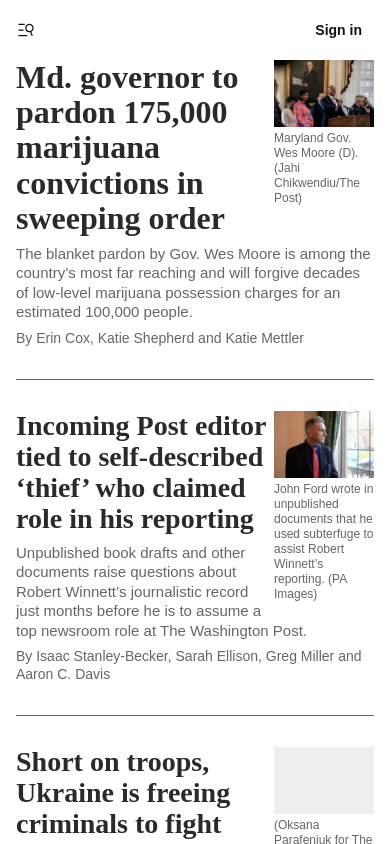 Sign in
Md. governor to
pardon 175,000
marijuana
convictions in
sweeping order
Maryland Gov.
Wes Moore (D).
(Jahi
Chikwendiu/The
Post)
The blanket pardon by Gov. Wes Moore is among the
country’s most far reaching and will forgive decades
of low-level marijuana possession charges for an
estimated 100,000 people.
By Erin Cox, Katie Shepherd and Katie Mettler
Incoming Post editor
tied to self-described
‘thief’ who claimed
role in his reporting
John Ford wrote in
unpublished
documents that he
used subterfuge to
assist Robert
Winnett’s
reporting. (PA
Images)
Unpublished book drafts and other
documents raise questions about
Robert Winnett’s journalistic record
just months before he is to assume a
top newsroom role at The Washington Post.
By Isaac Stanley-Becker, Sarah Ellison, Greg Miller and
Aaron C. Davis
Short on troops,
Ukraine is freeing
criminals to fight
(Oksana
Parafeniuk for The